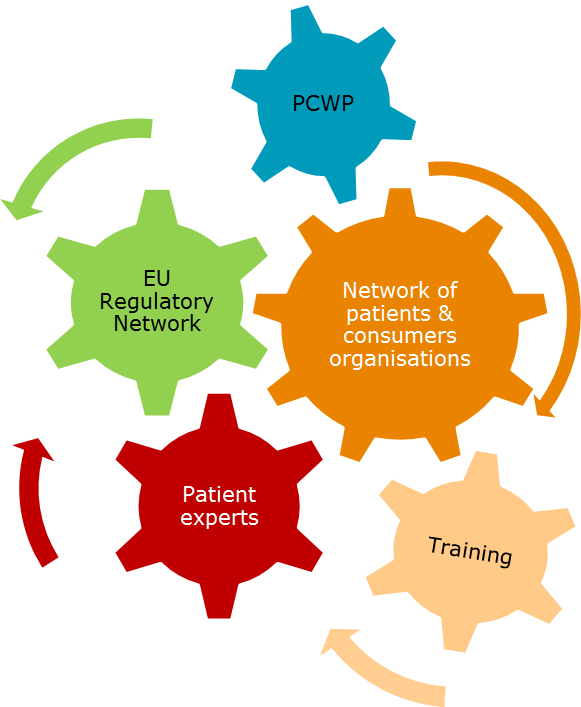 PCWP
EU
Regulatory
Network
Network of
patients &
consumers
organisations
Patient
experts
Training